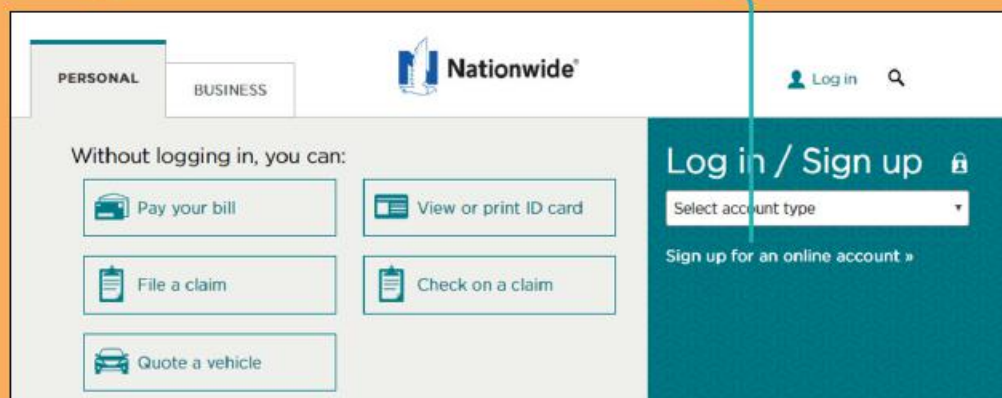 PERSONAL
BUSINESS
Nationwide®
Log in
Without logging in, you can:
Pay your bill
View or print ID card
File a claim
Check on a claim
Quote a vehicle
Log in / Sign up
Select account type
Sign up for an online account »